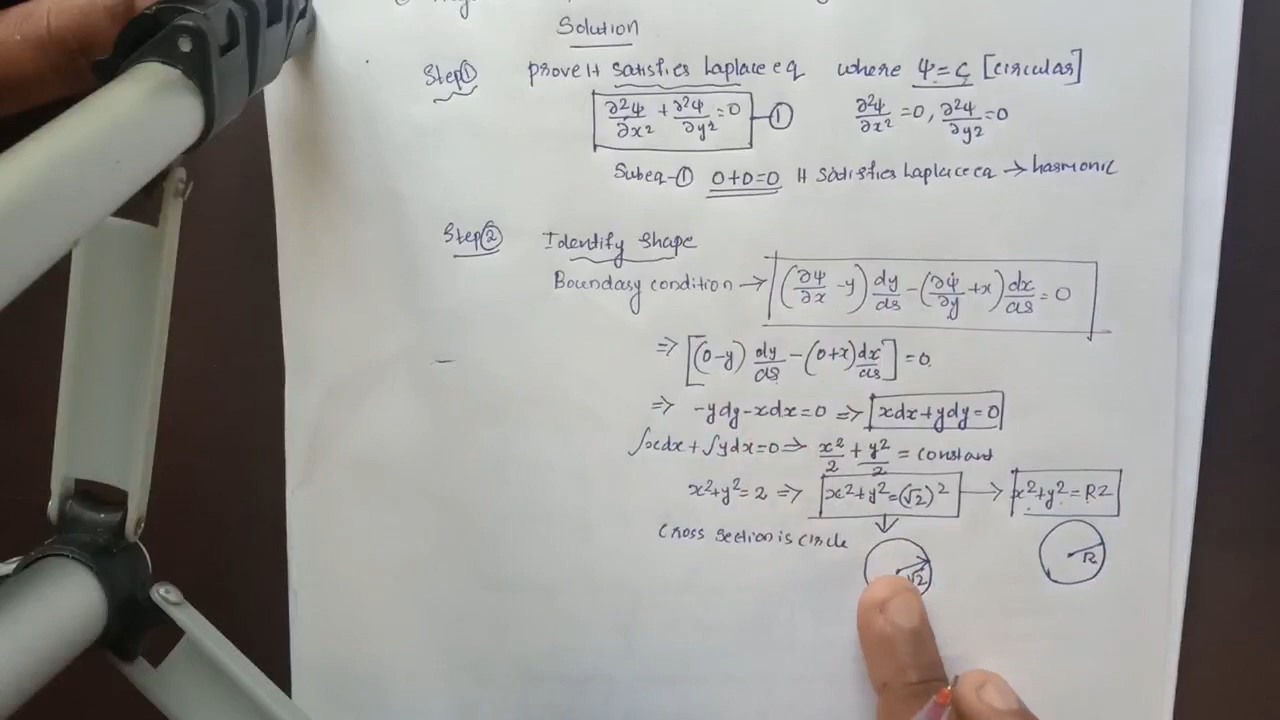 Solution
Step① prove It satisfies Laplace eq where Ψ=C [circular]
∂²Ψ/∂x² + ∂²Ψ/∂y² = 0 —① ∂²Ψ/∂x² =0, ∂²Ψ/∂y² =0
Sub eq-① 0+0=0 It satisfies Laplace eq → harmonic
Step② Identify Shape
Boundary condition → (∂Ψ/∂x -y) dy/ds - (∂Ψ/∂y +x) dx/ds = 0
⇒ [(0-y) dy/ds - (0+x) dx/ds] = 0
⇒ -ydy-xdx=0 ⇒ xdx+ydy=0
∫xdx+∫ydx=0 ⇒ x²/2 + y²/2 = constant
x²+y²=2 ⇒ x²+y²=(√2)² → x²+y²=R2
Cross section is circle
√2 R